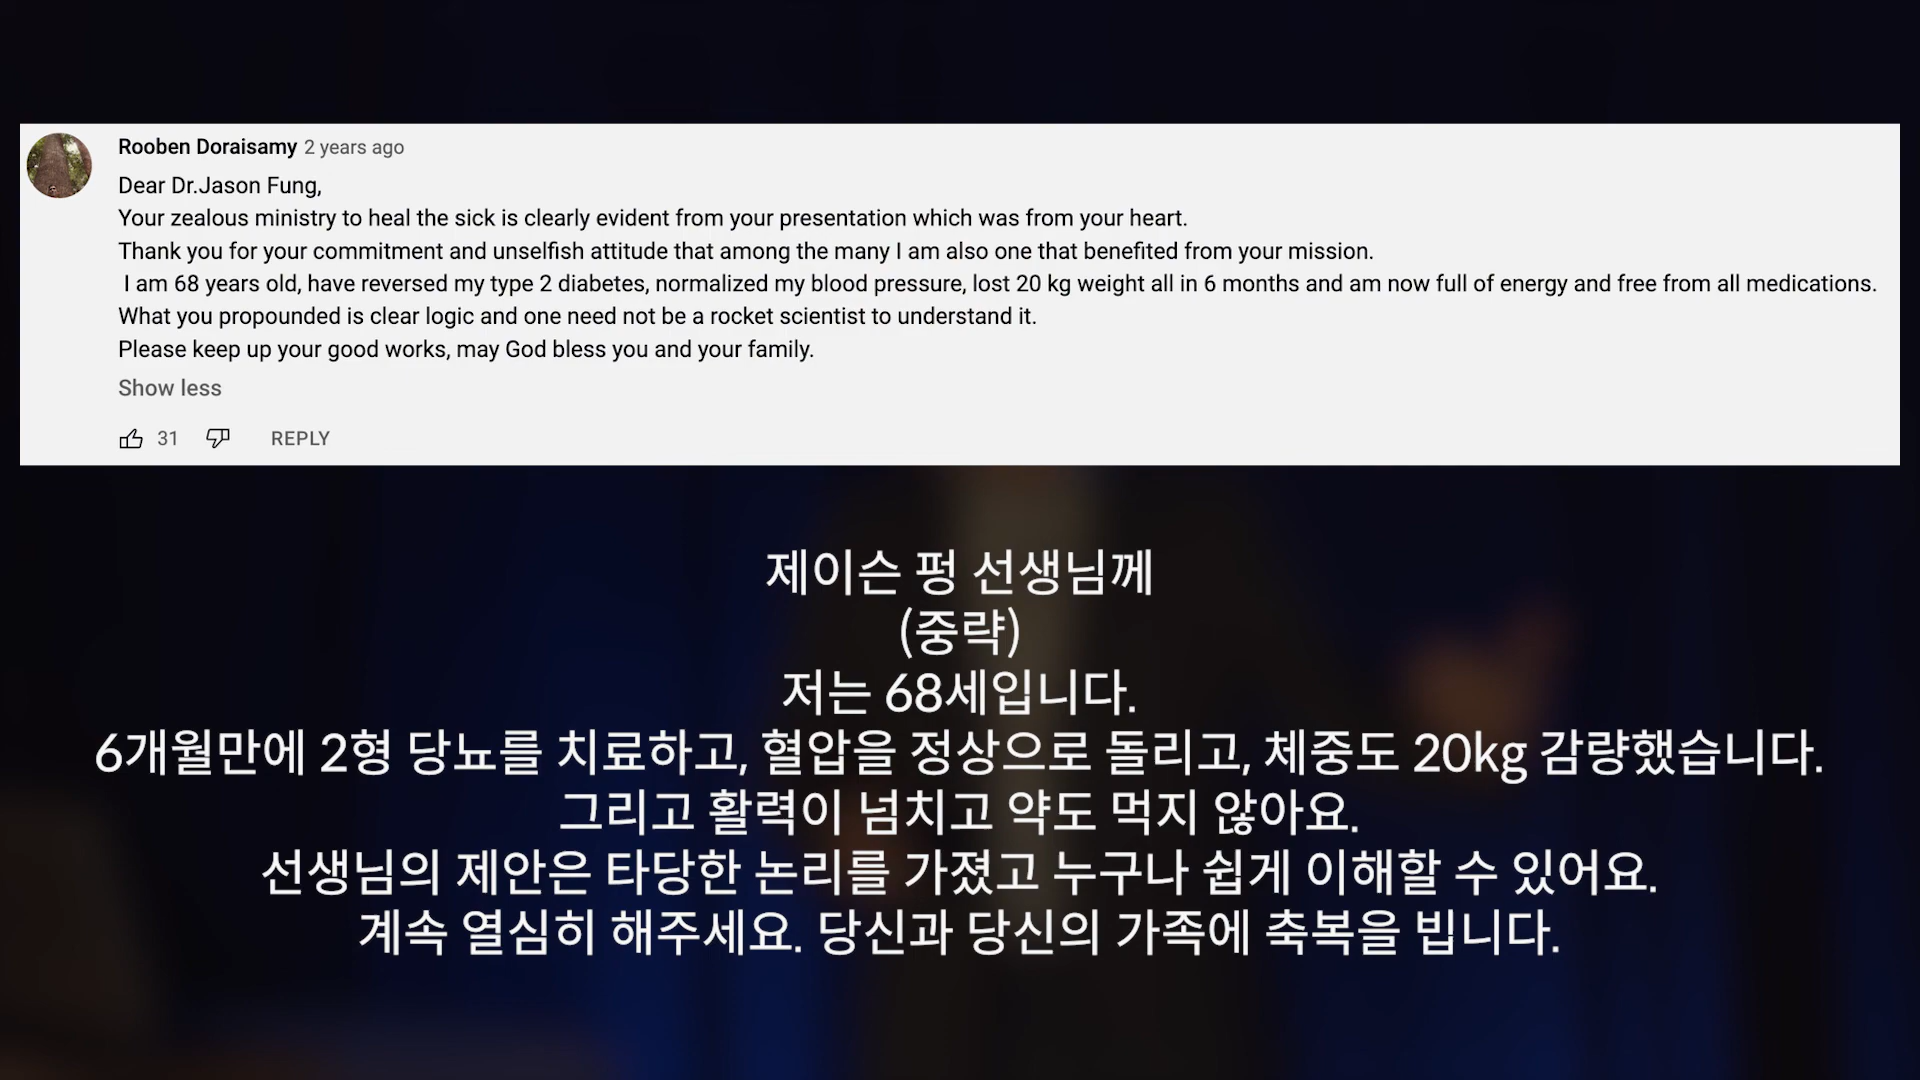 Rooben Doraisamy 2 years ago
Dear Dr.Jason Fung,
Your zealous ministry to heal the sick is clearly evident from your presentation which was from your heart.
Thank you for your commitment and unselfish attitude that among the many I am also one that benefited from your mission.
I am 68 years old, have reversed my type 2 diabetes, normalized my blood pressure, lost 20 kg weight all in 6 months and am now full of energy and free from all medications.
What you propounded is clear logic and one need not be a rocket scientist to understand it.
Please keep up your good works, may God bless you and your family.
Show less
31 REPLY
제이슨 펑 선생님께
(중략)
저는 68세입니다.
6개월만에 2형 당뇨를 치료하고, 혈압을 정상으로 돌리고, 체중도 20kg 감량했습니다.
그리고 활력이 넘치고 약도 먹지 않아요.
선생님의 제안은 타당한 논리를 가졌고 누구나 쉽게 이해할 수 있어요.
계속 열심히 해주세요. 당신과 당신의 가족에 축복을 빕니다.